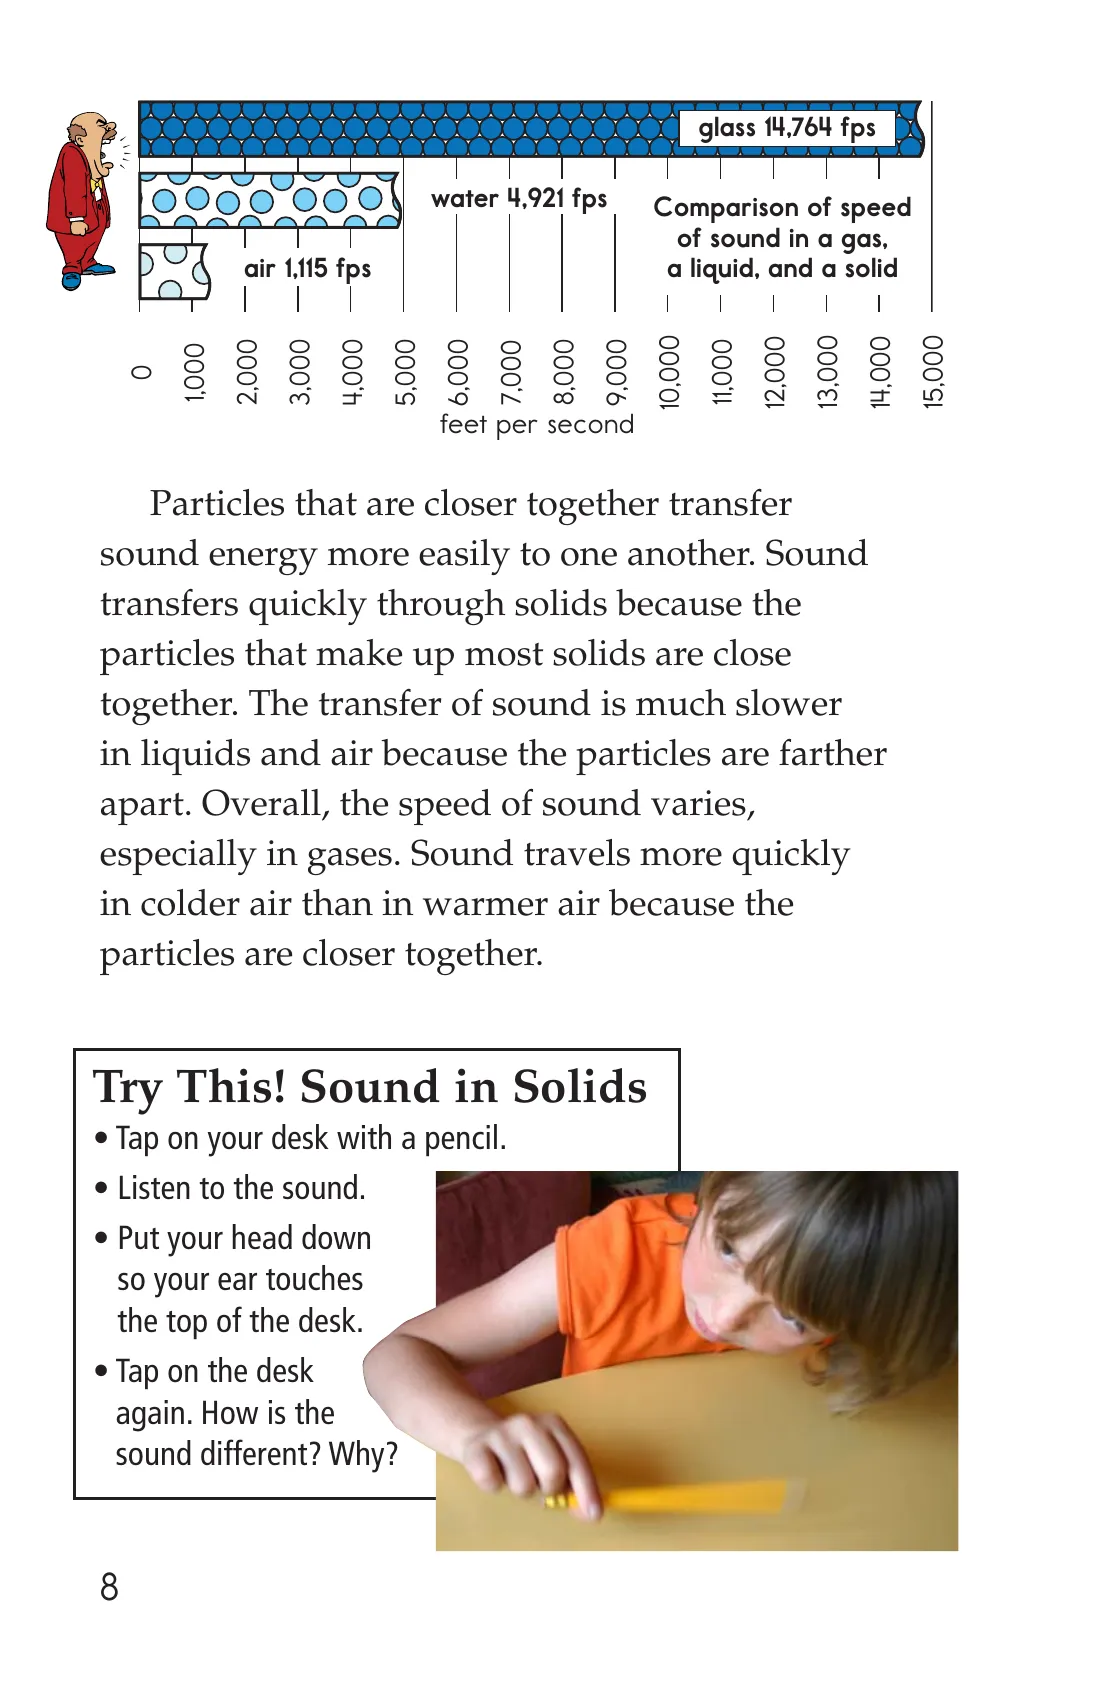 glass 14,764 fps
water 4,921 fps
Comparison of speed
of sound in a gas,
a liquid, and a solid
air 1,115 fps
0
1,000
2,000
3,000
4,000
5,000
6,000
7,000
8,000
9,000
10,000
11,000
12,000
13,000
14,000
15,000
feet per second
Particles that are closer together transfer
sound energy more easily to one another. Sound
transfers quickly through solids because the
particles that make up most solids are close
together. The transfer of sound is much slower
in liquids and air because the particles are farther
apart. Overall, the speed of sound varies,
especially in gases. Sound travels more quickly
in colder air than in warmer air because the
particles are closer together.
Try This! Sound in Solids
• Tap on your desk with a pencil.
• Listen to the sound.
• Put your head down
so your ear touches
the top of the desk.
• Tap on the desk
again. How is the
sound different? Why?
8